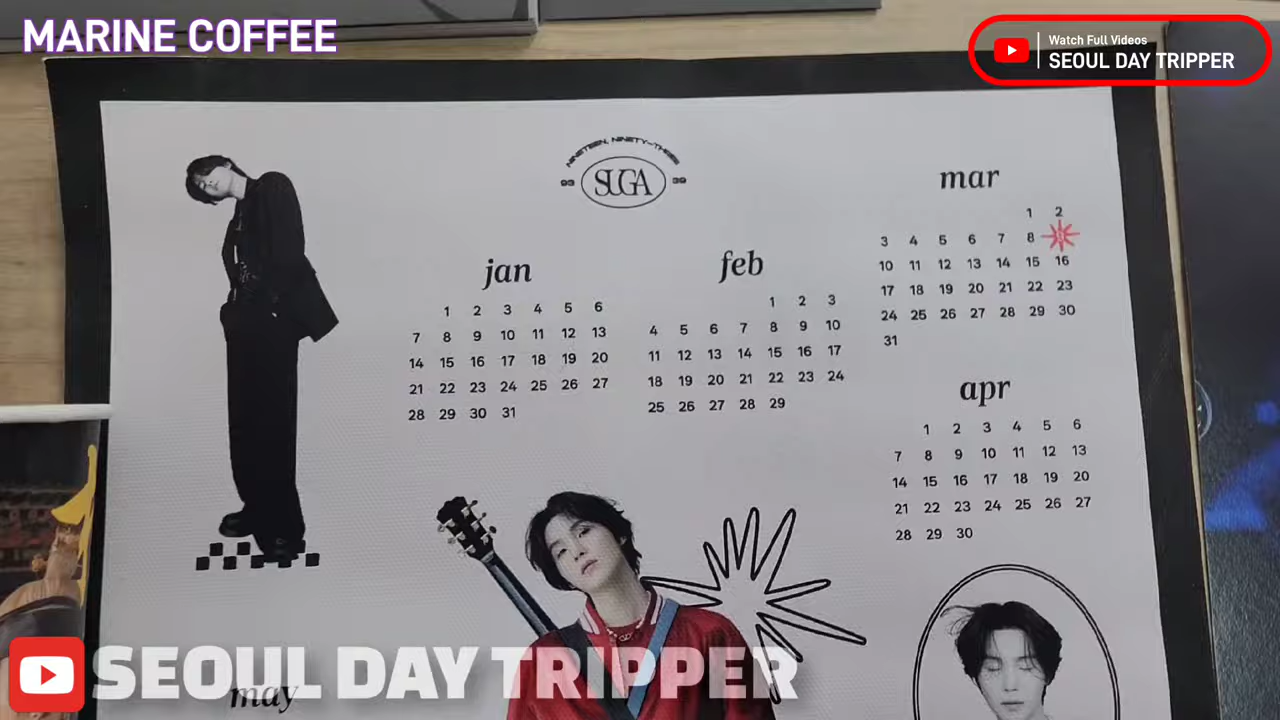 MARINE COFFEE
Watch Full Videos
SEOUL DAY TRIPPER
NINETEEN, NINETY-THREE
93 SUGA 39
mar
1 2
3 4 5 6 7 8
10 11 12 13 14 15 16
17 18 19 20 21 22 23
24 25 26 27 28 29 30
31
jan
1 2 3 4 5 6
7 8 9 10 11 12 13
14 15 16 17 18 19 20
21 22 23 24 25 26 27
28 29 30 31
feb
1 2 3
4 5 6 7 8 9 10
11 12 13 14 15 16 17
18 19 20 21 22 23 24
25 26 27 28 29
apr
1 2 3 4 5 6
7 8 9 10 11 12 13
14 15 16 17 18 19 20
21 22 23 24 25 26 27
28 29 30
SEOUL DAY TRIPPER
may